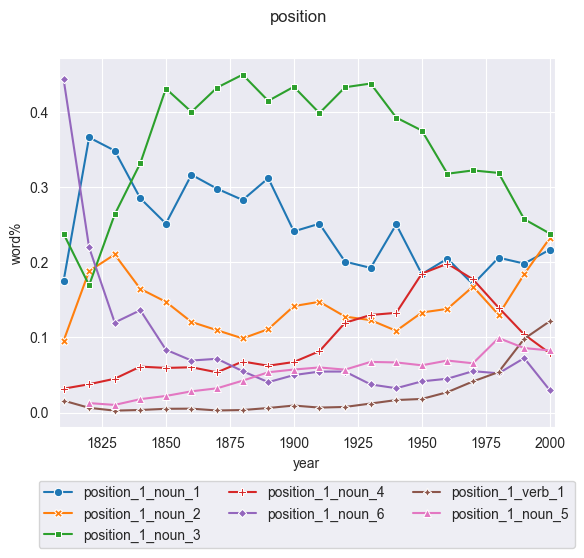 position
word%
0.4
0.3
0.2
0.1
0.0
1825 1850 1875 1900 1925 1950 1975 2000
year
position_1_noun_1 position_1_noun_4 position_1_verb_1
position_1_noun_2 position_1_noun_6 position_1_noun_5
position_1_noun_3